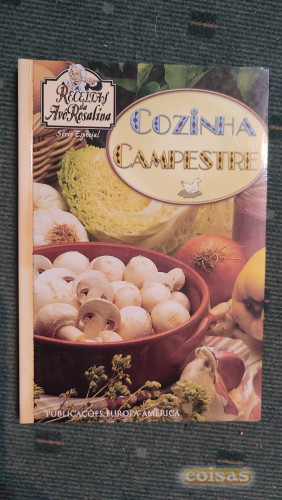 RECEITAS
da
Avó Rosalina
Série Especial
COZINHA
CAMPESTRE
PUBLICAÇÕES EUROPA-AMÉRICA
coisas